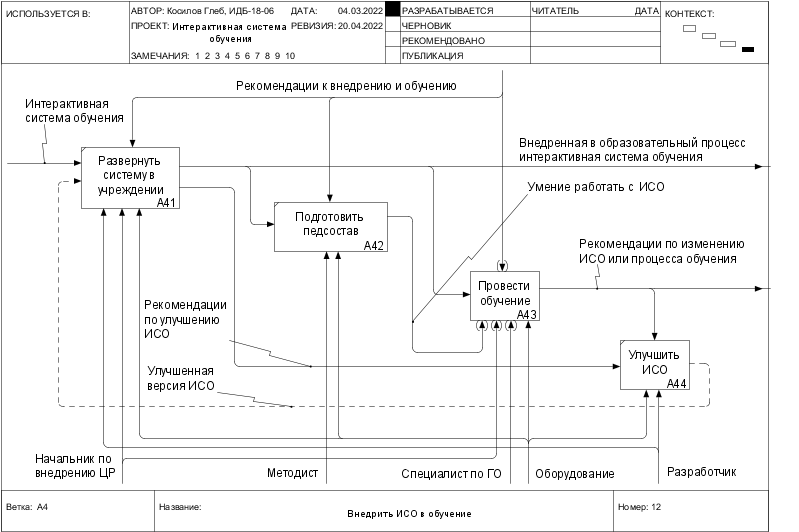 ИСПОЛЬЗУЕТСЯ В:
АВТОР: Косилов Глеб, ИДБ-18-06
ДАТА: 04.03.2022
ПРОЕКТ: Интерактивная система
обучения
РЕВИЗИЯ: 20.04.2022
ЗАМЕЧАНИЯ: 1 2 3 4 5 6 7 8 9 10
РАЗРАБАТЫВАЕТСЯ
ЧЕРНОВИК
РЕКОМЕНДОВАНО
ПУБЛИКАЦИЯ
ЧИТАТЕЛЬ
ДАТА
КОНТЕКСТ:
Рекомендации к внедрению и обучению
Интерактивная
система обучения
Развернуть
систему в
учреждении
A41
Внедренная в образовательный процесс
интерактивная система обучения
Умение работать с ИСО
Подготовить
педсостав
A42
Рекомендации по изменению
ИСО или процесса обучения
Провести
обучение
A43
Рекомендации
по улучшению
ИСО
Улучшить
ИСО
A44
Улучшенная
версия ИСО
Начальник по
внедрению ЦР
Методист
Специалист по ГО
Оборудование
Разработчик
Ветка: A4
Название:
Внедрить ИСО в обучение
Номер: 12